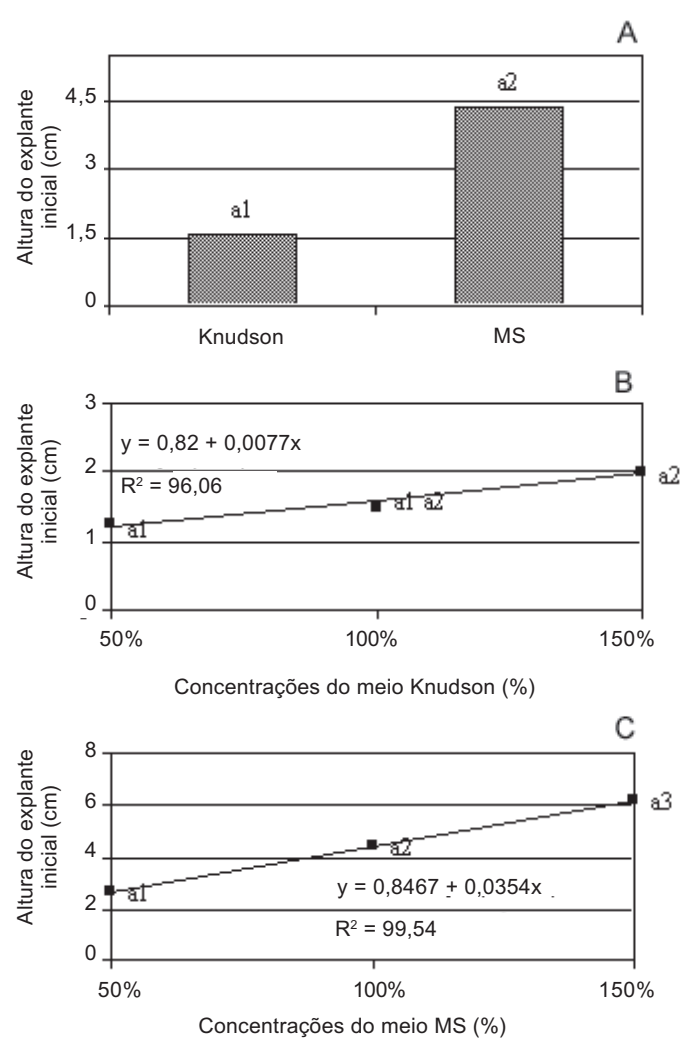 A
Altura do explante
inicial (cm)
4,5
3
1,5
0
a1
a2
Knudson
MS
B
Altura do explante
inicial (cm)
3
2
1
0
y = 0,82 + 0,0077x
R² = 96,06
a1
a1 a2
a2
50%
100%
150%
Concentrações do meio Knudson (%)
C
Altura do explante
inicial (cm)
8
6
4
2
0
a1
a2
a3
y = 0,8467 + 0,0354x
R² = 99,54
50%
100%
150%
Concentrações do meio MS (%)